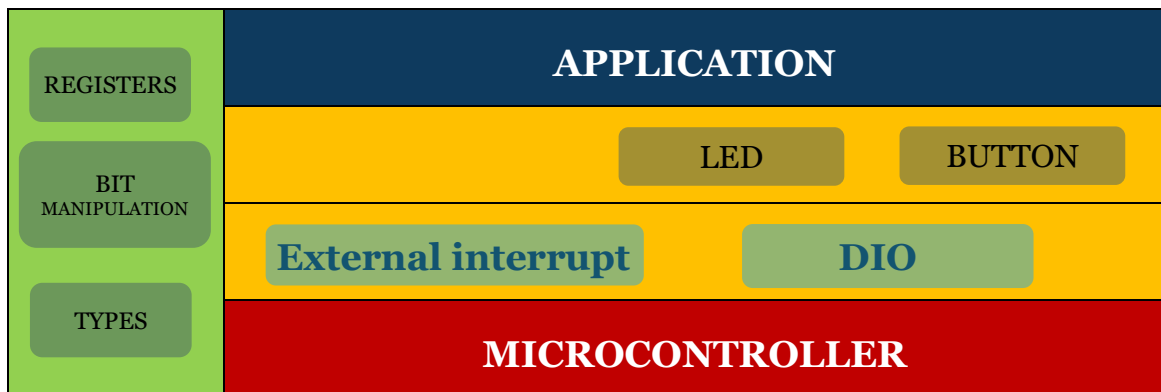 REGISTERS
BIT
MANIPULATION
TYPES
APPLICATION
LED
BUTTON
External interrupt
DIO
MICROCONTROLLER